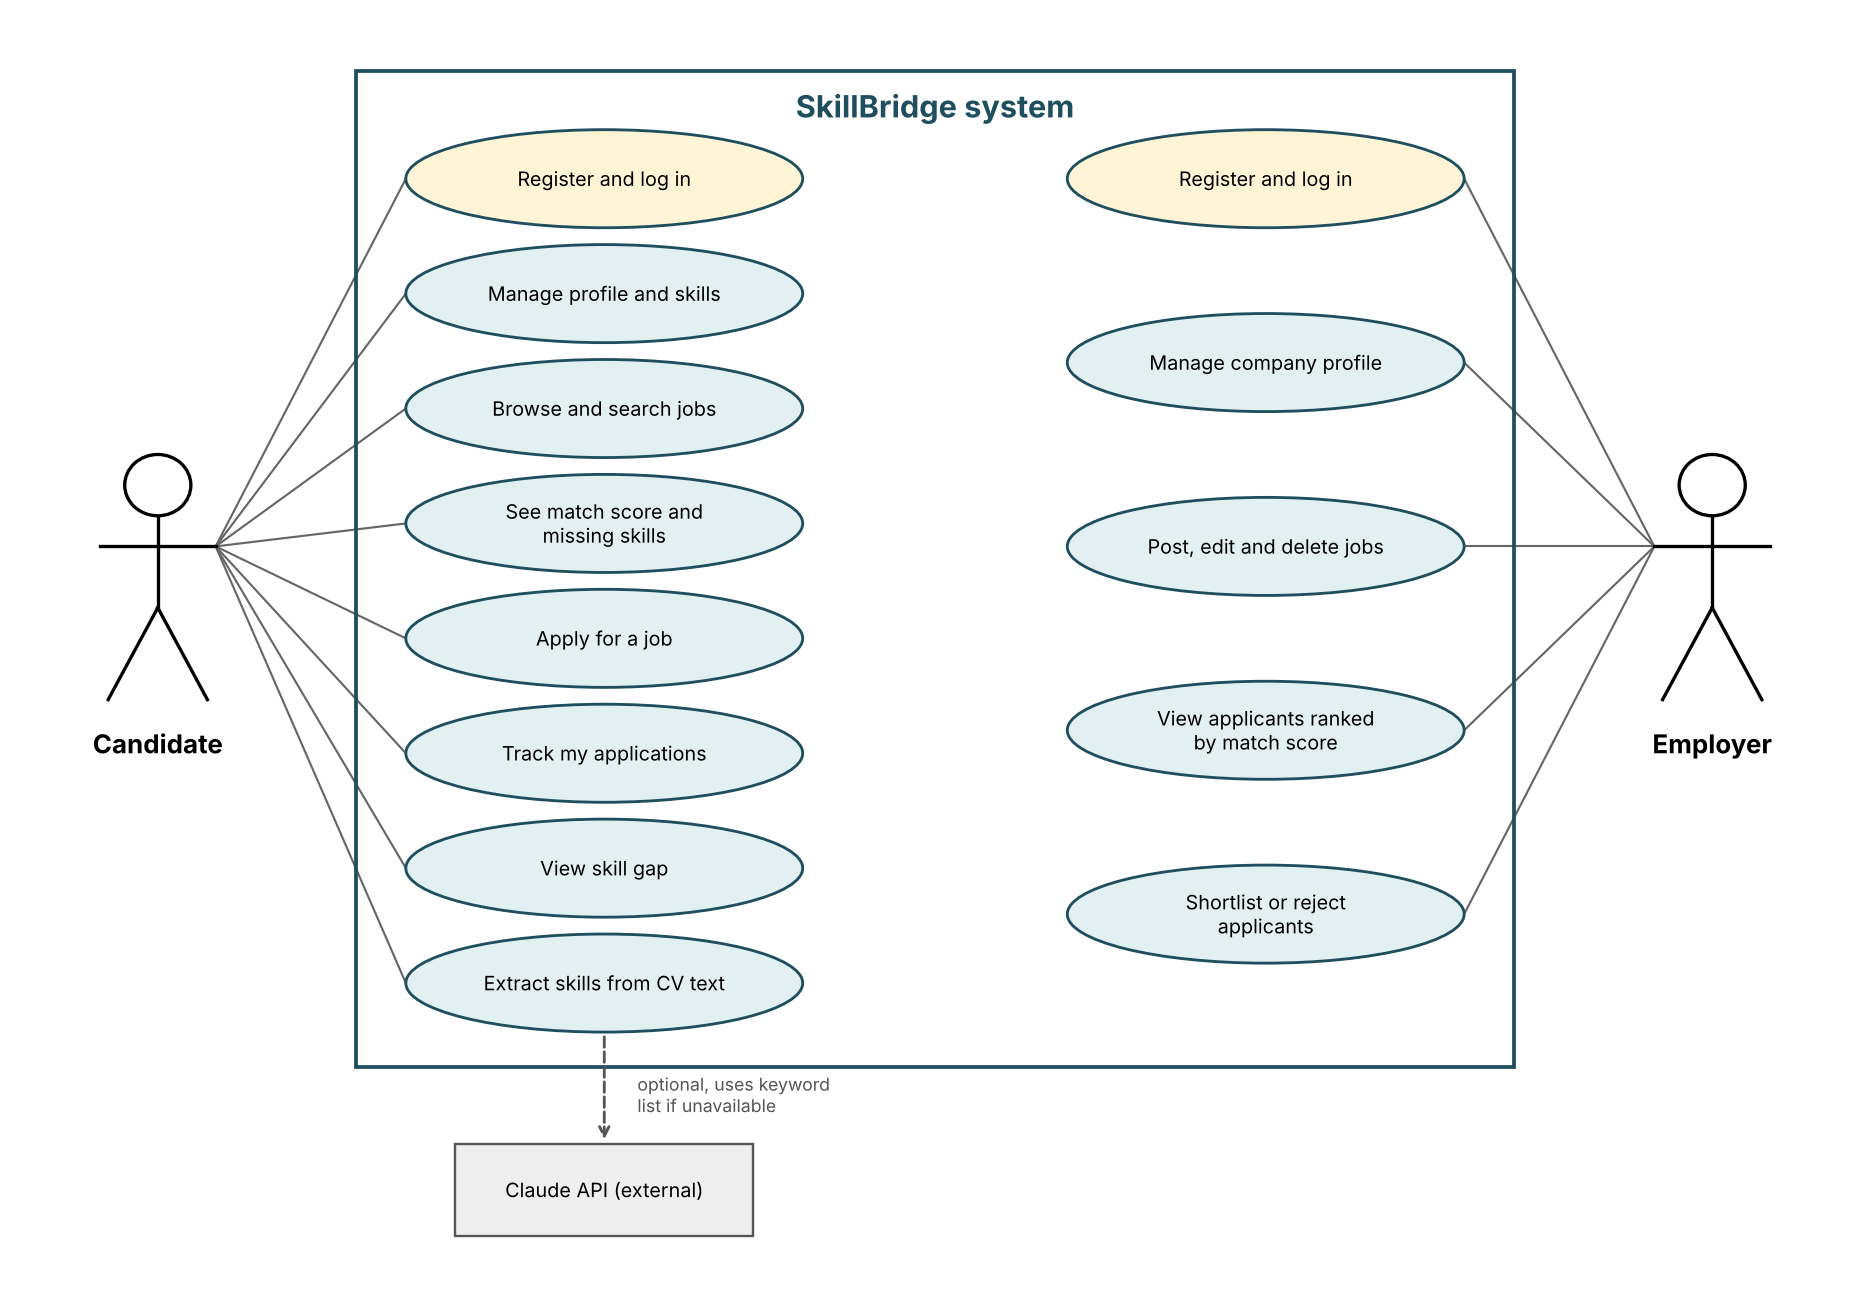 SkillBridge system
Register and log in
Manage profile and skills
Browse and search jobs
See match score and
missing skills
Apply for a job
Track my applications
View skill gap
Extract skills from CV text
Register and log in
Manage company profile
Post, edit and delete jobs
View applicants ranked
by match score
Shortlist or reject
applicants
Candidate
Employer
optional, uses keyword
list if unavailable
Claude API (external)